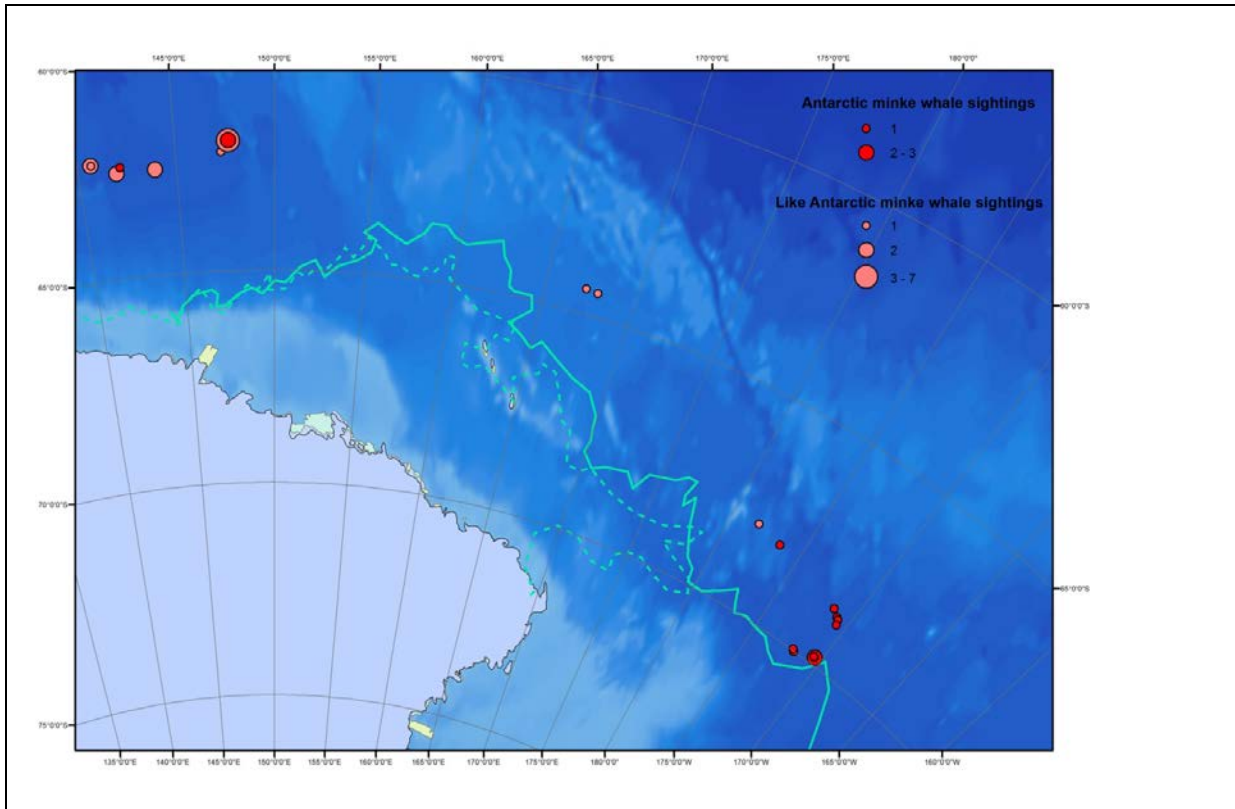 145°0'0"E 150°0'0"E 155°0'0"E 160°0'0"E 165°0'0"E 170°0'0"E 175°0'0"E 180°0'0"
60°0'0"S
Antarctic minke whale sightings
1
2 - 3
Like Antarctic minke whale sightings
1
2
3 - 7
65°0'0"S
60°0'0"S
70°0'0"S
65°0'0"S
75°0'0"S
135°0'0"E 140°0'0"E 145°0'0"E 150°0'0"E 155°0'0"E 160°0'0"E 165°0'0"E 170°0'0"E 175°0'0"E 180°0'0" 170°0'0"W 165°0'0"W 160°0'0"W